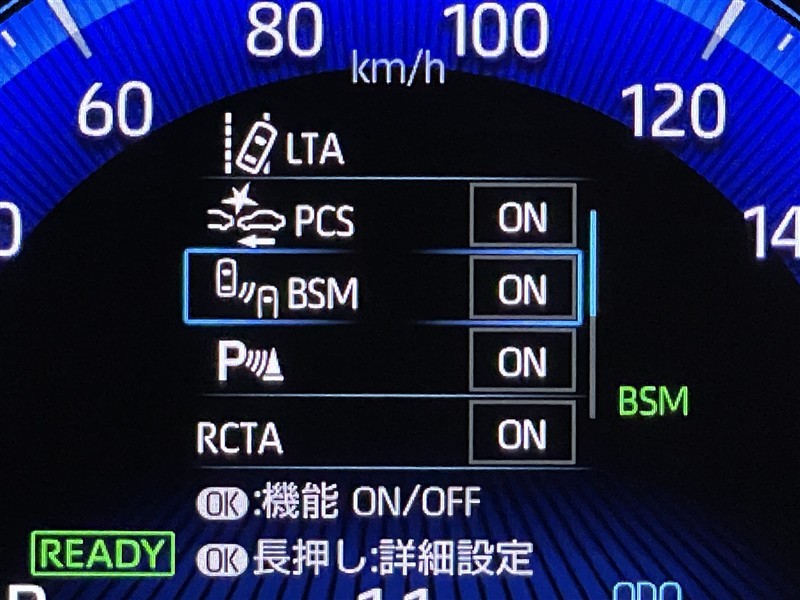 80 100
km/h
60 120
LTA
PCS ON
BSM ON
P ON
BSM
RCTA ON
OK:機能 ON/OFF
READY
OK長押し:詳細設定